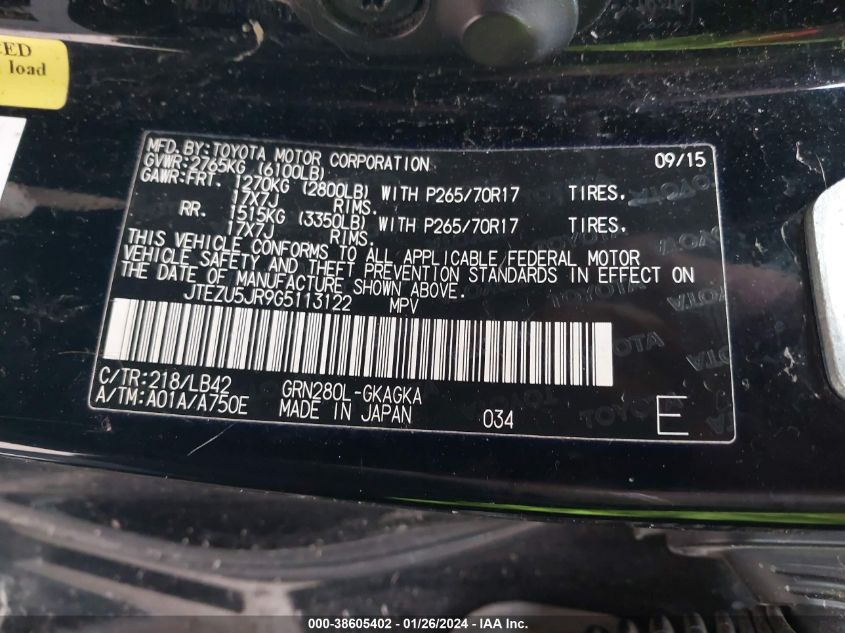 ED
load
MFD. BY: TOYOTA MOTOR CORPORATION 09/15
GVWR: 2765KG (6100LB)
GAWR: FRT. 1270KG (2800LB) WITH P265/70R17 TIRES.
17X7J RIMS.
RR. 1515KG (3350LB) WITH P265/70R17 TIRES.
17X7J RIMS.
THIS VEHICLE CONFORMS TO ALL APPLICABLE FEDERAL MOTOR
VEHICLE SAFETY AND THEFT PREVENTION STANDARDS IN EFFECT ON
THE DATE OF MANUFACTURE SHOWN ABOVE.
JTEZU5JR9G5113122 MPV
C/TR: 218/LB42 GRN280L-GKAGKA
A/TM: A01A/A750E MADE IN JAPAN 034 E
000-38605402 - 01/26/2024 - IAA Inc.